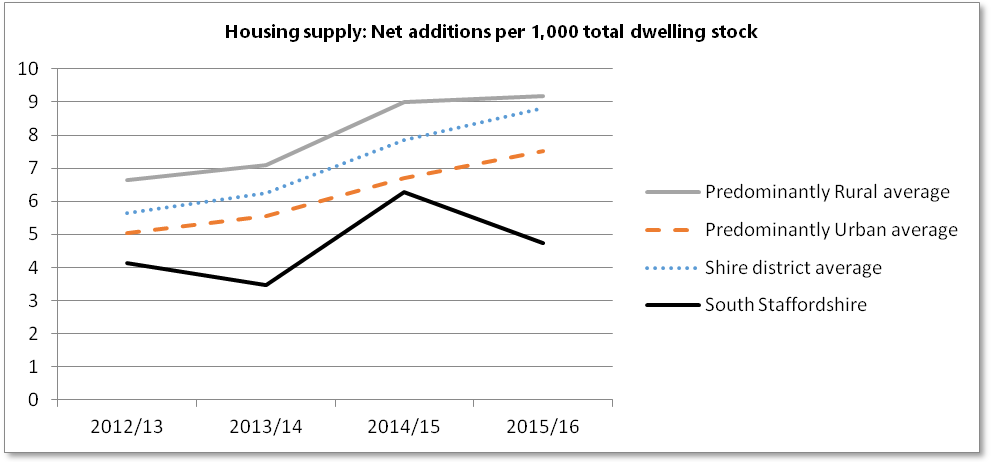 Housing supply: Net additions per 1,000 total dwelling stock
10
9
8
7
6
5
4
3
2
1
0
2012/13 2013/14 2014/15 2015/16
Predominantly Rural average
Predominantly Urban average
Shire district average
South Staffordshire